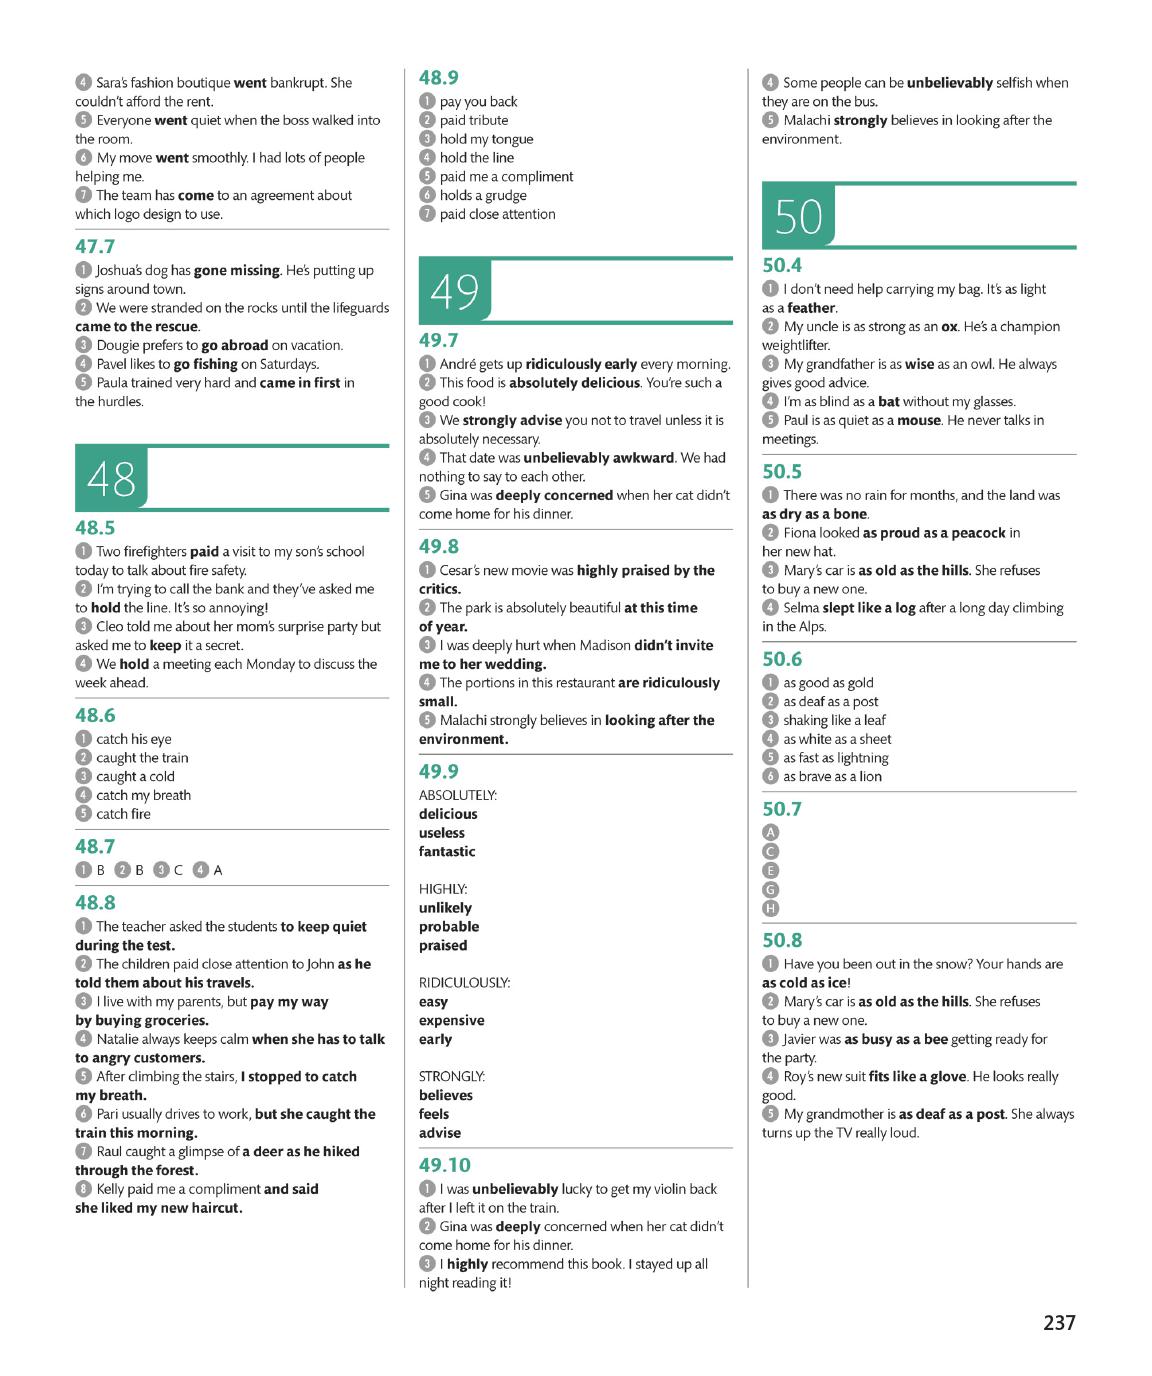 4 Sara's fashion boutique went bankrupt. She
couldn't afford the rent.
5 Everyone went quiet when the boss walked into
the room.
6 My move went smoothly. I had lots of people
helping me.
7 The team has come to an agreement about
which logo design to use.
47.7
1 Joshua's dog has gone missing. He's putting up
signs around town.
2 We were stranded on the rocks until the lifeguards
came to the rescue.
3 Dougie prefers to go abroad on vacation.
4 Pavel likes to go fishing on Saturdays.
5 Paula trained very hard and came in first in
the hurdles.
48
48.5
1 Two firefighters paid a visit to my son's school
today to talk about fire safety.
2 I'm trying to call the bank and they've asked me
to hold the line. It's so annoying!
3 Cleo told me about her mom's surprise party but
asked me to keep it a secret.
4 We hold a meeting each Monday to discuss the
week ahead.
48.6
1 catch his eye
2 caught the train
3 caught a cold
4 catch my breath
5 catch fire
48.7
1 B 2 B 3 C 4 A
48.8
1 The teacher asked the students to keep quiet
during the test.
2 The children paid close attention to John as he
told them about his travels.
3 I live with my parents, but pay my way
by buying groceries.
4 Natalie always keeps calm when she has to talk
to angry customers.
5 After climbing the stairs, I stopped to catch
my breath.
6 Pari usually drives to work, but she caught the
train this morning.
7 Raul caught a glimpse of a deer as he hiked
through the forest.
8 Kelly paid me a compliment and said
she liked my new haircut.
48.9
1 pay you back
2 paid tribute
3 hold my tongue
4 hold the line
5 paid me a compliment
6 holds a grudge
7 paid close attention
49
49.7
1 André gets up ridiculously early every morning.
2 This food is absolutely delicious. You're such a
good cook!
3 We strongly advise you not to travel unless it is
absolutely necessary.
4 That date was unbelievably awkward. We had
nothing to say to each other.
5 Gina was deeply concerned when her cat didn't
come home for his dinner.
49.8
1 Cesar's new movie was highly praised by the
critics.
2 The park is absolutely beautiful at this time
of year.
3 I was deeply hurt when Madison didn't invite
me to her wedding.
4 The portions in this restaurant are ridiculously
small.
5 Malachi strongly believes in looking after the
environment.
49.9
ABSOLUTELY:
delicious
useless
fantastic
HIGHLY:
unlikely
probable
praised
RIDICULOUSLY:
easy
expensive
early
STRONGLY:
believes
feels
advise
49.10
1 I was unbelievably lucky to get my violin back
after I left it on the train.
2 Gina was deeply concerned when her cat didn't
come home for his dinner.
3 I highly recommend this book. I stayed up all
night reading it!
4 Some people can be unbelievably selfish when
they are on the bus.
5 Malachi strongly believes in looking after the
environment.
50
50.4
1 I don't need help carrying my bag. It's as light
as a feather.
2 My uncle is as strong as an ox. He's a champion
weightlifter.
3 My grandfather is as wise as an owl. He always
gives good advice.
4 I'm as blind as a bat without my glasses.
5 Paul is as quiet as a mouse. He never talks in
meetings.
50.5
1 There was no rain for months, and the land was
as dry as a bone.
2 Fiona looked as proud as a peacock in
her new hat.
3 Mary's car is as old as the hills. She refuses
to buy a new one.
4 Selma slept like a log after a long day climbing
in the Alps.
50.6
1 as good as gold
2 as deaf as a post
3 shaking like a leaf
4 as white as a sheet
5 as fast as lightning
6 as brave as a lion
50.7
A
C
E
G
H
50.8
1 Have you been out in the snow? Your hands are
as cold as ice!
2 Mary's car is as old as the hills. She refuses
to buy a new one.
3 Javier was as busy as a bee getting ready for
the party.
4 Roy's new suit fits like a glove. He looks really
good.
5 My grandmother is as deaf as a post. She always
turns up the TV really loud.
237